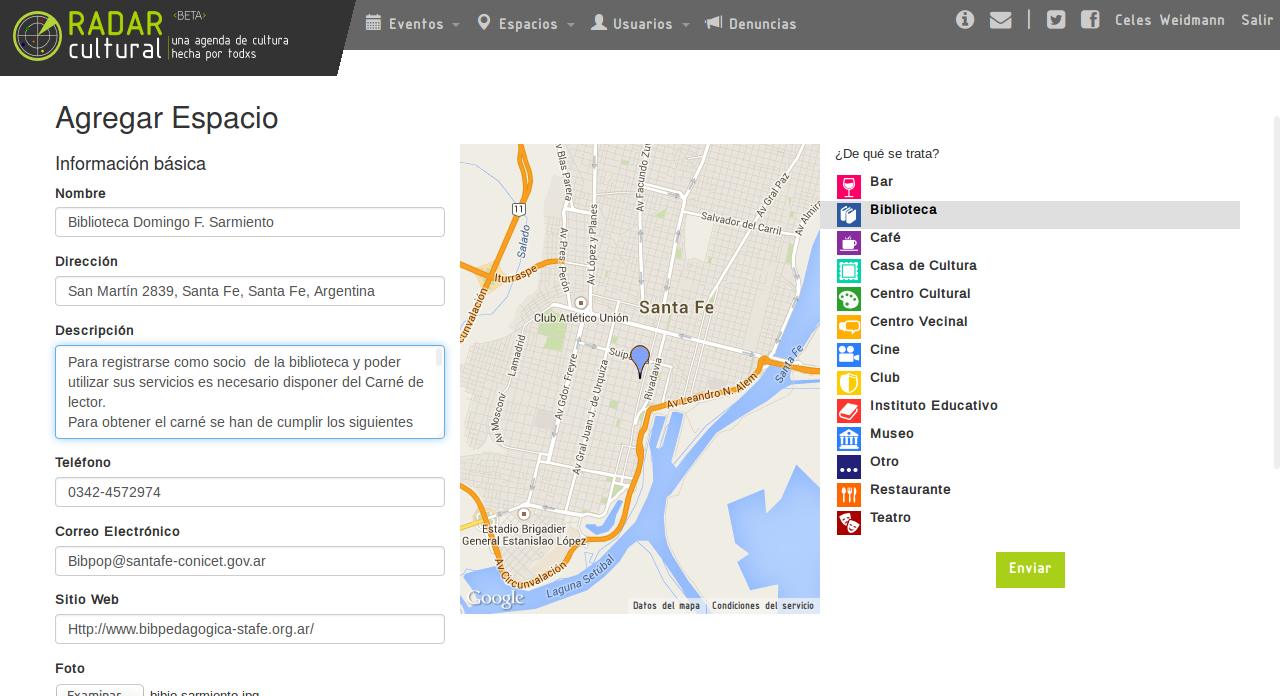 RADAR
cultural
<BETA>
una agenda de cultura
hecha por todxs
Eventos
Espacios
Usuarios
Denuncias
Celes Weidmann
Salir
Agregar Espacio
Información básica
Nombre
Biblioteca Domingo F. Sarmiento
Dirección
San Martín 2839, Santa Fe, Santa Fe, Argentina
Descripción
Para registrarse como socio  de la biblioteca y poder
utilizar sus servicios es necesario disponer del Carné de
lector.
Para obtener el carné se han de cumplir los siguientes
Teléfono
0342-4572974
Correo Electrónico
Bibpop@santafe-conicet.gov.ar
Sitio Web
Http://www.bibpedagogica-stafe.org.ar/
Foto
Examinar...
bibio sarmiento.jpg
Av Blas Parera
Av Facundo Zu
Av Gral Paz
Av Almira
11
Salado
Av Pres. Perón
Av López y Planes
Salvador del Carril
Iturraspe
cunvalación
Santa Fe
Club Atlético Unión
Lamadrid
Suipacha
Av Gdor. Freyre
Av Gral Juan J. de Urquiza
Rivadavia
Santa Fe
Av Leandro N. Alem
Av Mosconi
Estadio Brigadier
General Estanislao López
Av Circunvalación
Laguna Setúbal
Google
Datos del mapa
Condiciones del servicio
¿De qué se trata?
Bar
Biblioteca
Café
Casa de Cultura
Centro Cultural
Centro Vecinal
Cine
Club
Instituto Educativo
Museo
Otro
Restaurante
Teatro
Enviar